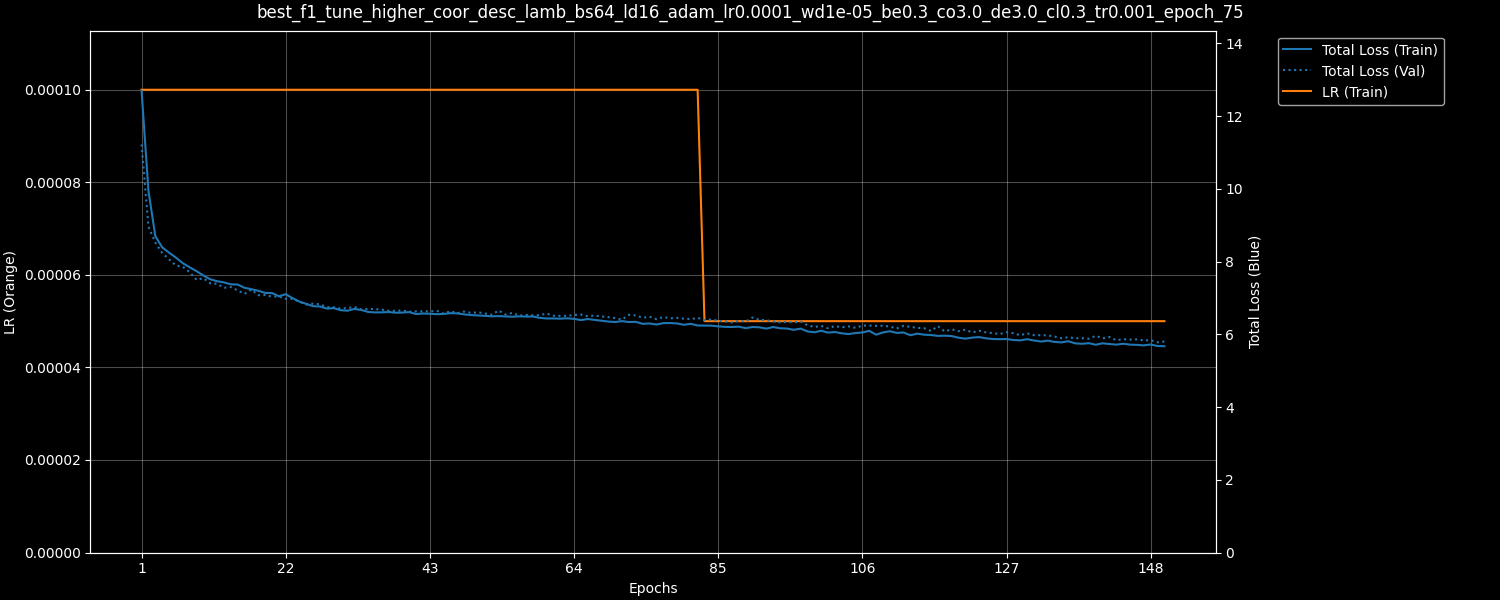 best_f1_tune_higher_coor_desc_lamb_bs64_ld16_adam_lr0.0001_wd1e-05_be0.3_co3.0_de3.0_cl0.3_tr0.001_epoch_75
Total Loss (Train)
Total Loss (Val)
LR (Train)
LR (Orange)
0.00010
0.00008
0.00006
0.00004
0.00002
0.00000
14
12
10
8
6
4
2
0
Total Loss (Blue)
1 22 43 64 85 106 127 148
Epochs